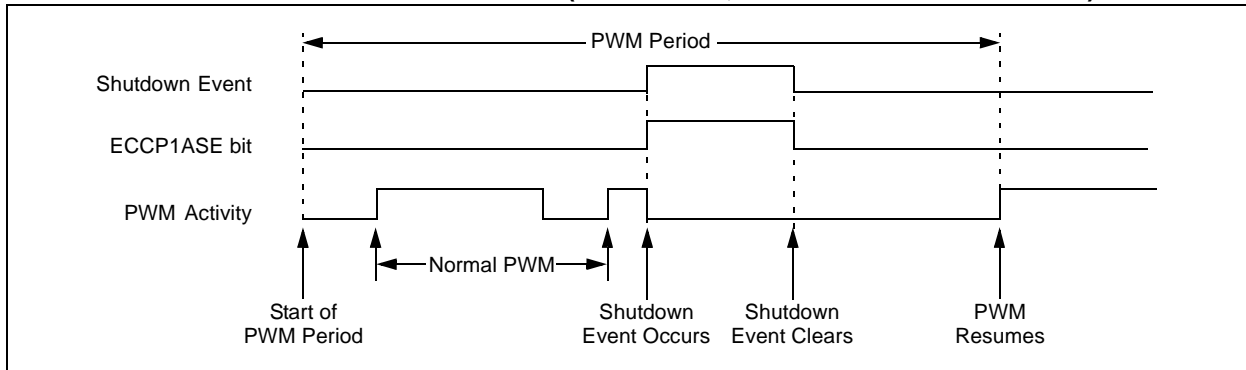 PWM Period
Shutdown Event
ECCP1ASE bit
PWM Activity
Normal PWM
Start of
PWM Period
Shutdown
Event Occurs
Shutdown
Event Clears
PWM
Resumes